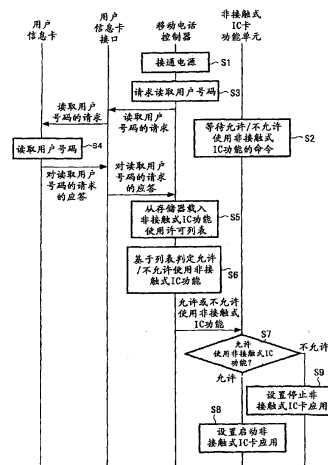 用户
信息卡
用户
信息卡
接口
移动电话
控制器
非接触式
IC卡
功能单元
接通电源
S1
请求读取用户号码
S3
读取用户
号码的请求
读取用户
号码的请求
等待允许/不允许
使用非接触式
IC功能的命令
S2
读取用户号码
S4
对读取用户
号码的请求
的应答
对读取用户
号码的请求
的应答
从存储器载入
非接触式IC功能
使用许可列表
S5
基于列表判定允许
/不允许使用非接
触式IC功能
S6
允许或不允许
使用非接触式
IC功能
S7
允许
使用非接触式IC
功能?
不允许
允许
S9
设置停止非
接触式IC卡应用
S8
设置启动非
接触式IC卡应用